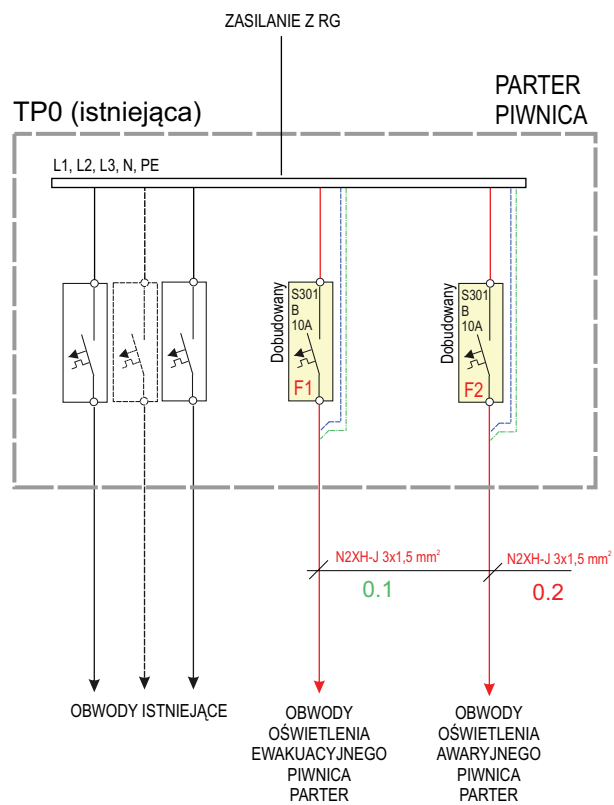 ZASILANIE Z RG
TP0 (istniejąca)
PARTER
PIWNICA
L1, L2, L3, N, PE
Dobudowany
S301
B
10A
F1
Dobudowany
S301
B
10A
F2
N2XH-J 3x1,5 mm²
0.1
N2XH-J 3x1,5 mm²
0.2
OBWODY ISTNIEJĄCE
OBWODY
OŚWIETLENIA
EWAKUACYJNEGO
PIWNICA
PARTER
OBWODY
OŚWIETLENIA
AWARYJNEGO
PIWNICA
PARTER